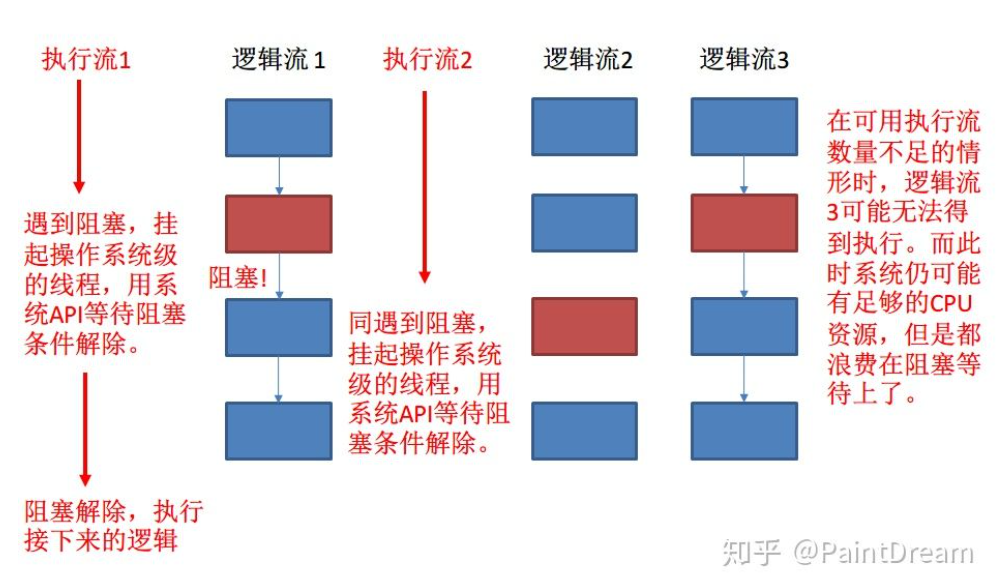 执行流1
逻辑流 1
执行流2
逻辑流2
逻辑流3
遇到阻塞，挂
起操作系统级
的线程，用系
统API等待阻塞
条件解除。
阻塞!
阻塞解除，执行
接下来的逻辑
同遇到阻塞，
挂起操作系统
级的线程，用
系统API等待阻
塞条件解除。
在可用执行流
数量不足的情
形时，逻辑流
3可能无法得
到执行。而此
时系统仍可能
有足够的CPU
资源，但是都
浪费在阻塞等
待上了。
知乎 @PaintDream